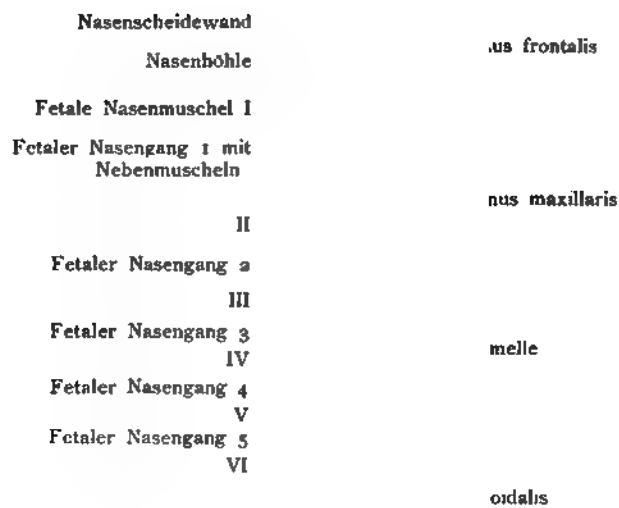 Nasenscheidewand
.us frontalis
Nasenhöhle
Fetale Nasenmuschel I
Fetaler Nasengang 1 mit
Nebenmuscheln
nus maxillaris
II
Fetaler Nasengang 2
III
Fetaler Nasengang 3
melle
IV
Fetaler Nasengang 4
V
Fetaler Nasengang 5
VI
oidalis